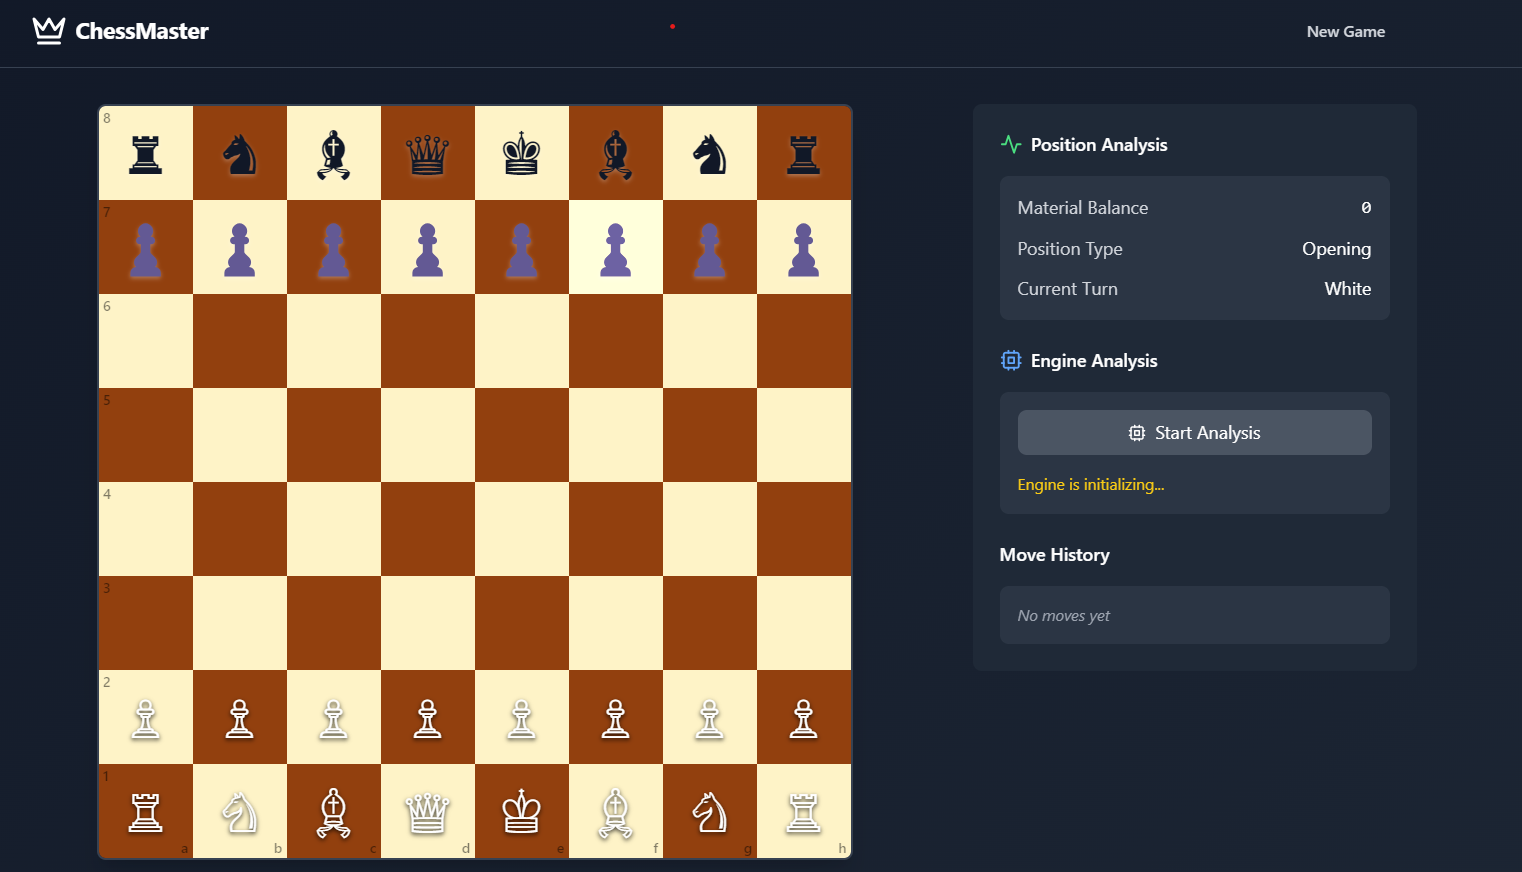 ChessMaster
New Game
8
7
6
5
4
3
2
1
a b c d e f g h
Position Analysis
Material Balance 0
Position Type Opening
Current Turn White
Engine Analysis
Start Analysis
Engine is initializing...
Move History
No moves yet